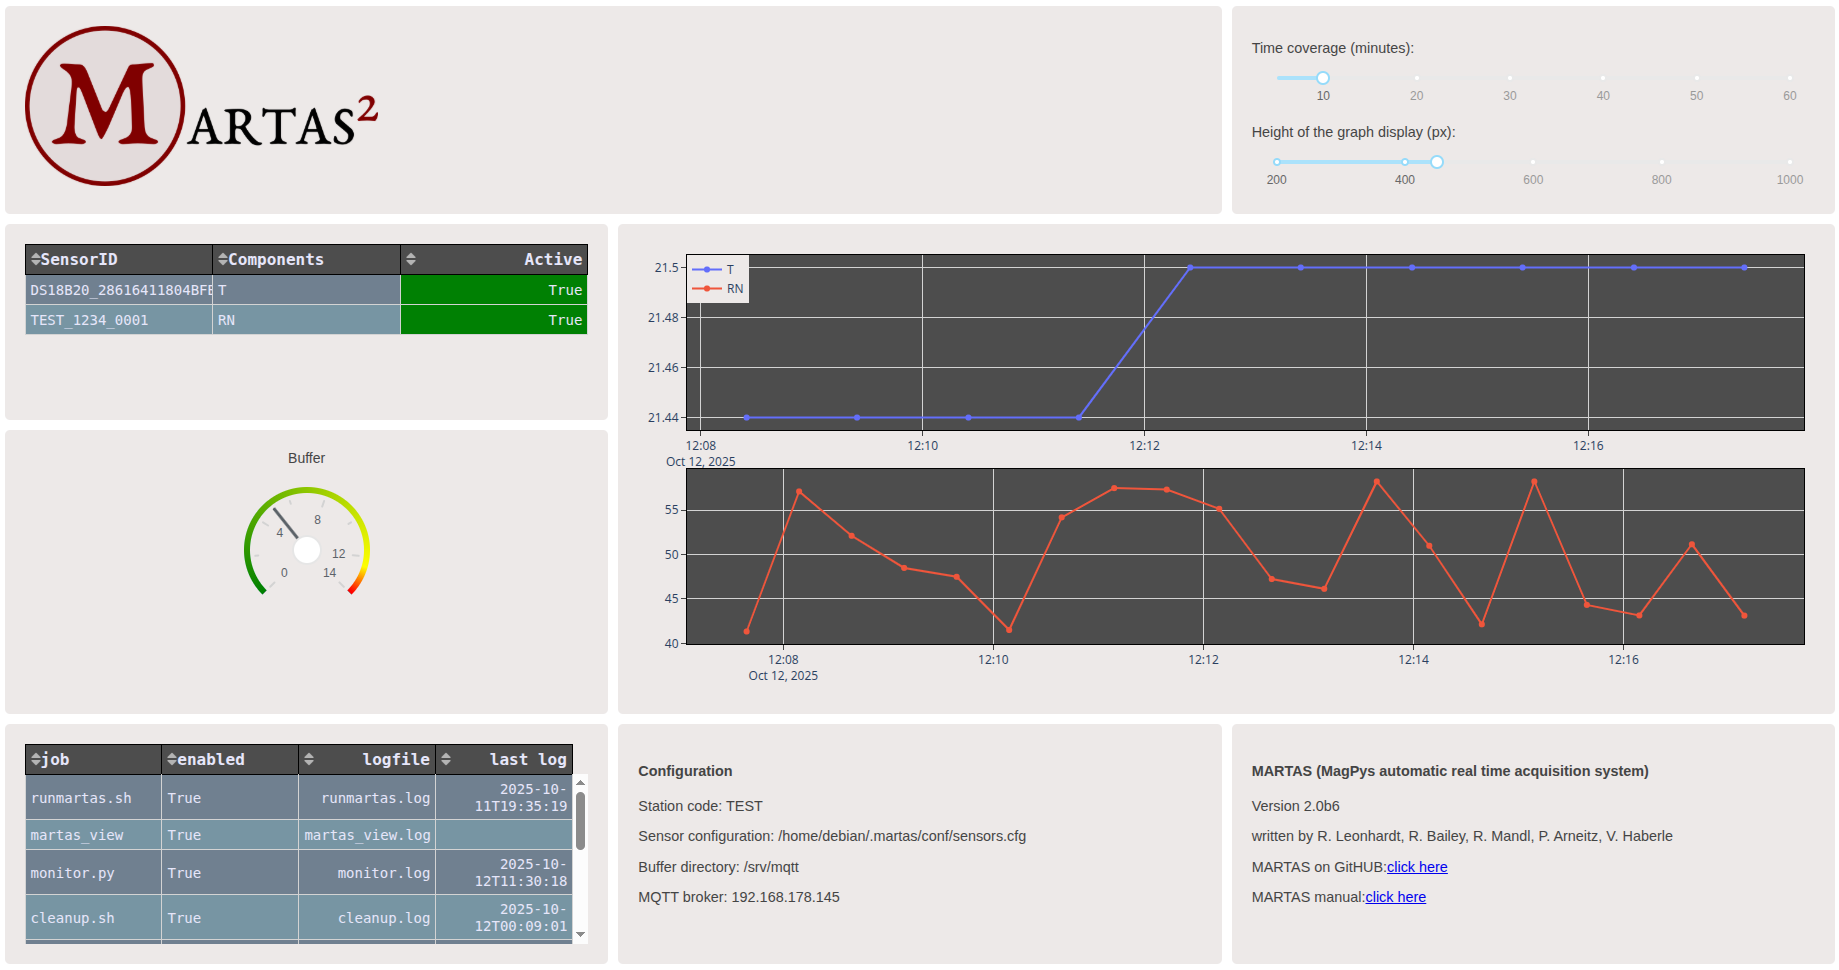 M ARTAS2
Time coverage (minutes):
10 20 30 40 50 60
Height of the graph display (px):
200 400 600 800 1000
SensorID Components Active
DS18B20_28616411804BFE T True
TEST_1234_0001 RN True
T
RN
21.5
21.48
21.46
21.44
12:08 12:10 12:12 12:14 12:16
Oct 12, 2025
55
50
45
40
12:08 12:10 12:12 12:14 12:16
Oct 12, 2025
Buffer
0 4 8 12 14
job enabled logfile last log
runmartas.sh True runmartas.log 2025-10-
11T19:35:19
martas_view True martas_view.log
monitor.py True monitor.log 2025-10-
12T11:30:18
cleanup.sh True cleanup.log 2025-10-
12T00:09:01
Configuration
Station code: TEST
Sensor configuration: /home/debian/.martas/conf/sensors.cfg
Buffer directory: /srv/mqtt
MQTT broker: 192.168.178.145
MARTAS (MagPys automatic real time acquisition system)
Version 2.0b6
written by R. Leonhardt, R. Bailey, R. Mandl, P. Arneitz, V. Haberle
MARTAS on GitHUB:click here
MARTAS manual:click here